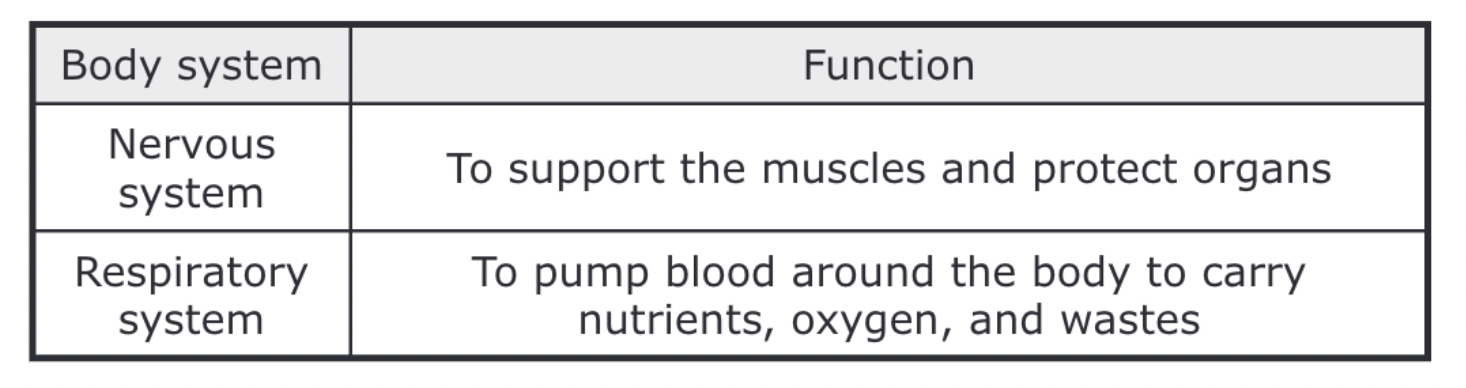 Body system
Function
Nervous
system
To support the muscles and protect organs
Respiratory
system
To pump blood around the body to carry
nutrients, oxygen, and wastes